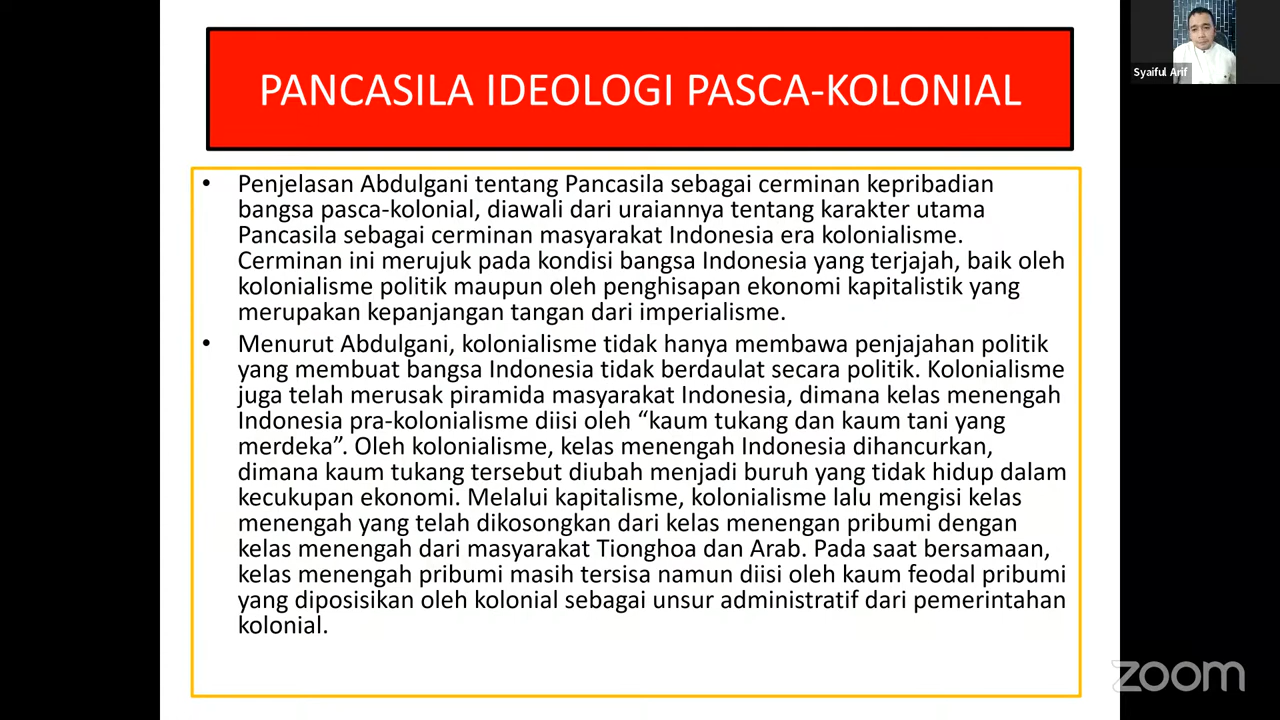 PANCASILA IDEOLOGI PASCA-KOLONIAL
Syaiful Arif
• Penjelasan Abdulgani tentang Pancasila sebagai cerminan kepribadian
bangsa pasca-kolonial, diawali dari uraiannya tentang karakter utama
Pancasila sebagai cerminan masyarakat Indonesia era kolonialisme.
Cerminan ini merujuk pada kondisi bangsa Indonesia yang terjajah, baik oleh
kolonialisme politik maupun oleh penghisapan ekonomi kapitalistik yang
merupakan kepanjangan tangan dari imperialisme.
• Menurut Abdulgani, kolonialisme tidak hanya membawa penjajahan politik
yang membuat bangsa Indonesia tidak berdaulat secara politik. Kolonialisme
juga telah merusak piramida masyarakat Indonesia, dimana kelas menengah
Indonesia pra-kolonialisme diisi oleh “kaum tukang dan kaum tani yang
merdeka”. Oleh kolonialisme, kelas menengah Indonesia dihancurkan,
dimana kaum tukang tersebut diubah menjadi buruh yang tidak hidup dalam
kecukupan ekonomi. Melalui kapitalisme, kolonialisme lalu mengisi kelas
menengah yang telah dikosongkan dari kelas menengan pribumi dengan
kelas menengah dari masyarakat Tionghoa dan Arab. Pada saat bersamaan,
kelas menengah pribumi masih tersisa namun diisi oleh kaum feodal pribumi
yang diposisikan oleh kolonial sebagai unsur administratif dari pemerintahan
kolonial.
zoom